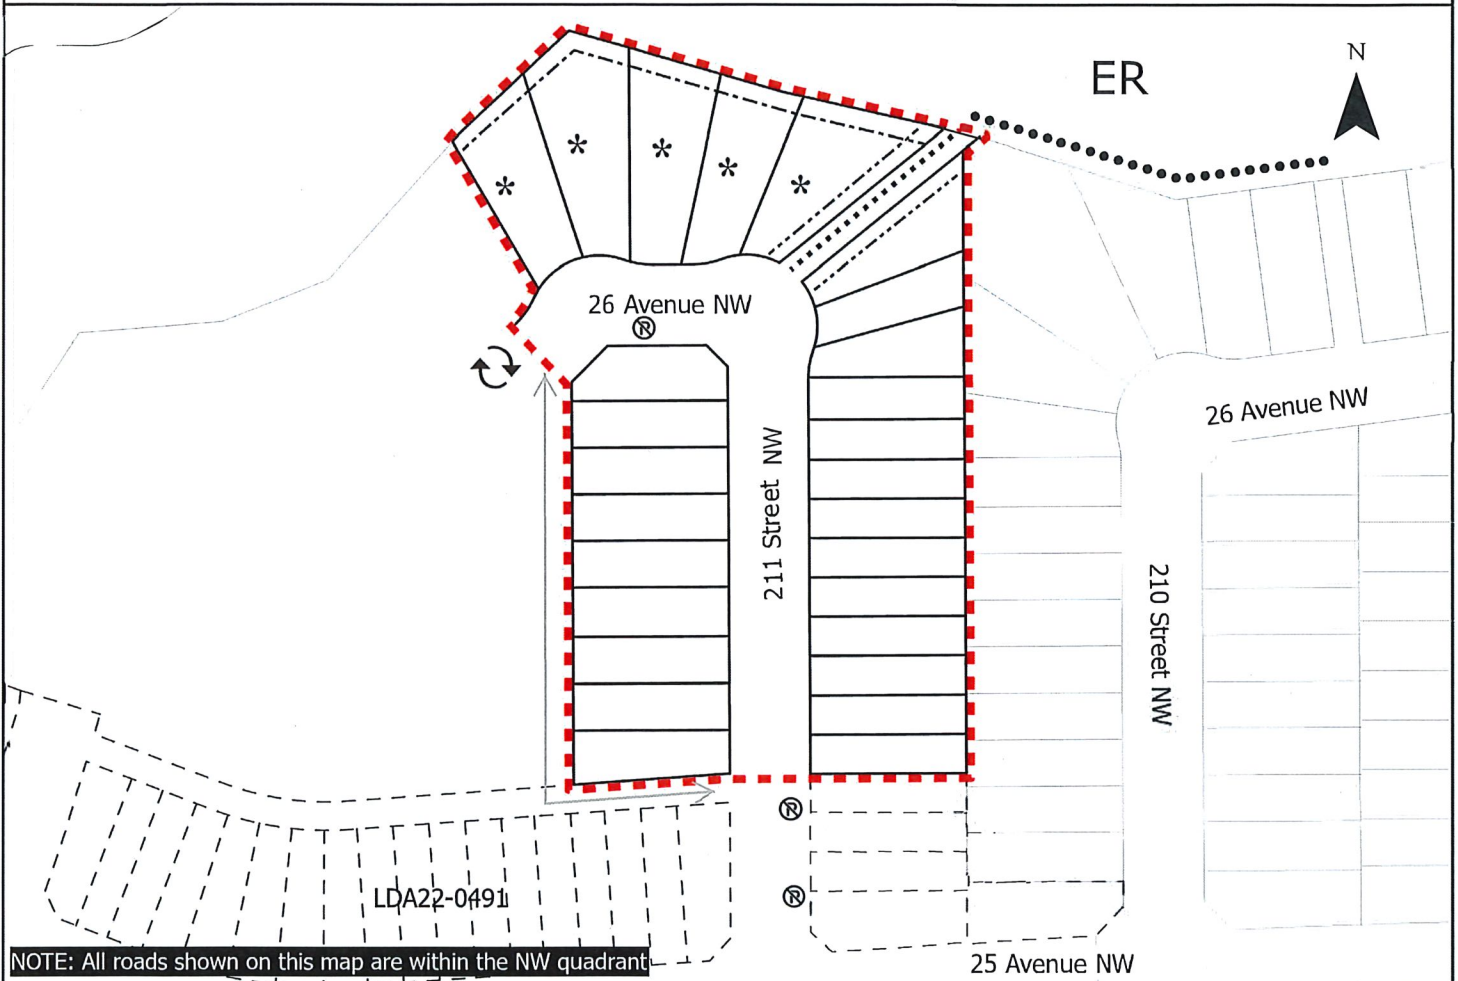 N
ER
26 Avenue NW
26 Avenue NW
211 Street NW
210 Street NW
LDA22-0491
NOTE: All roads shown on this map are within the NW quadrant
25 Avenue NW